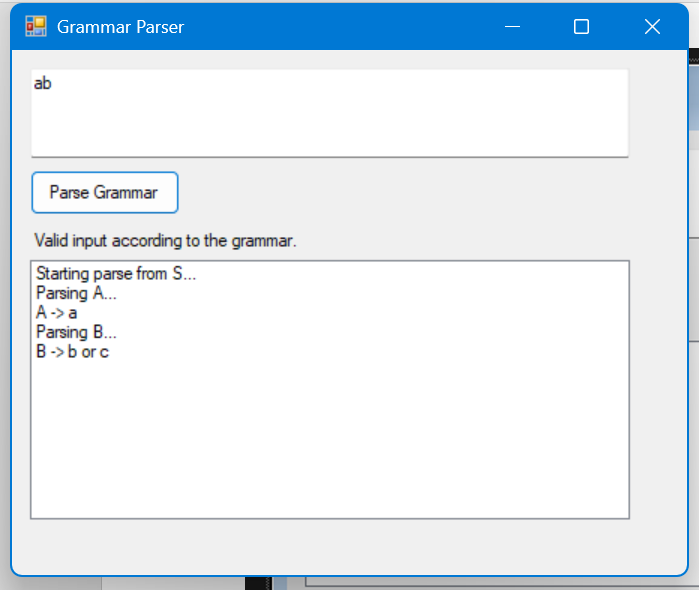 Grammar Parser
ab
Parse Grammar
Valid input according to the grammar.
Starting parse from S...
Parsing A...
A -> a
Parsing B...
B -> b or c